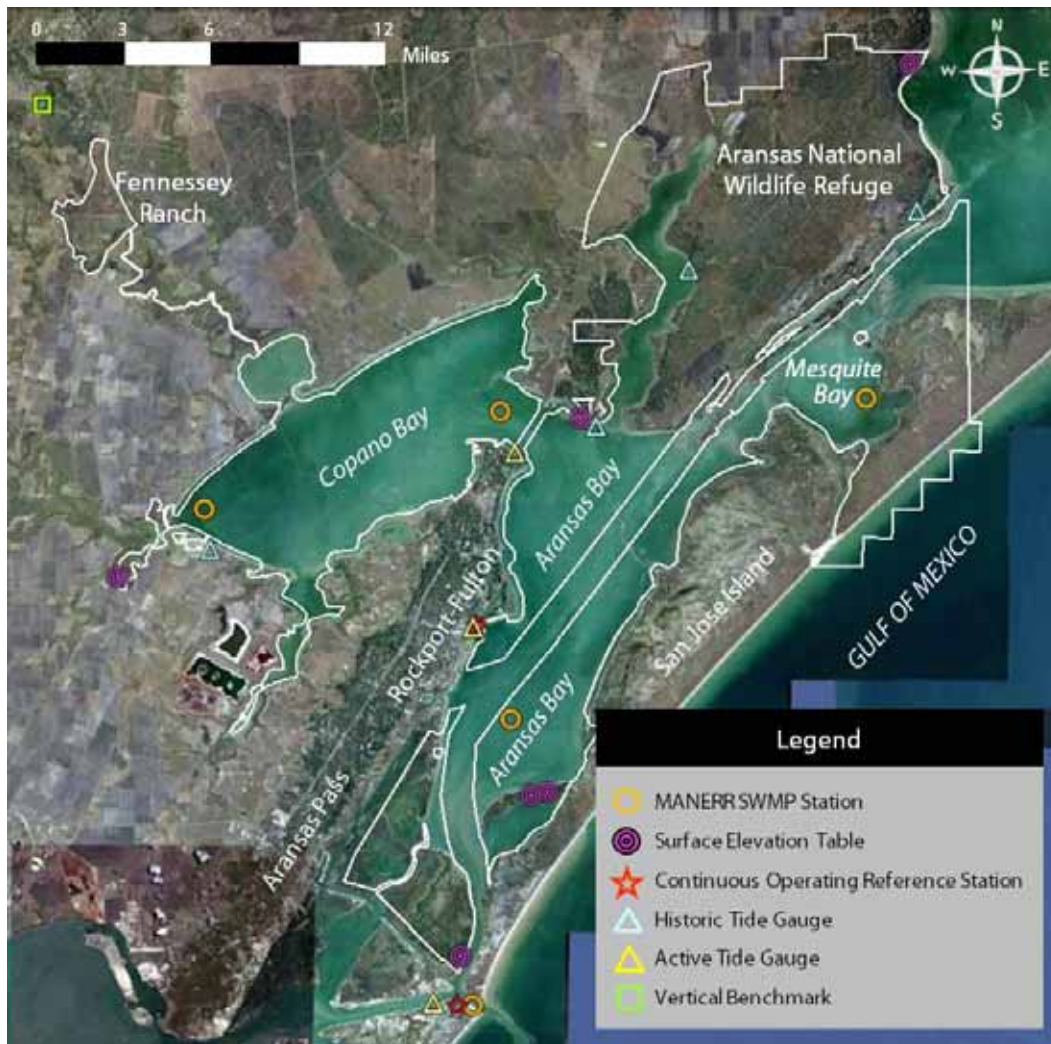 0 3 6 12
Miles
N
W E
S
Fennessey
Ranch
Aransas National
Wildlife Refuge
Mesquite
Bay
Copano Bay
Aransas Bay
Rockport-Fulton
San Jose Island
GULF OF MEXICO
Aransas Bay
Aransas Pass
Legend
MANERR SWMP Station
Surface Elevation Table
Continuous Operating Reference Station
Historic Tide Gauge
Active Tide Gauge
Vertical Benchmark